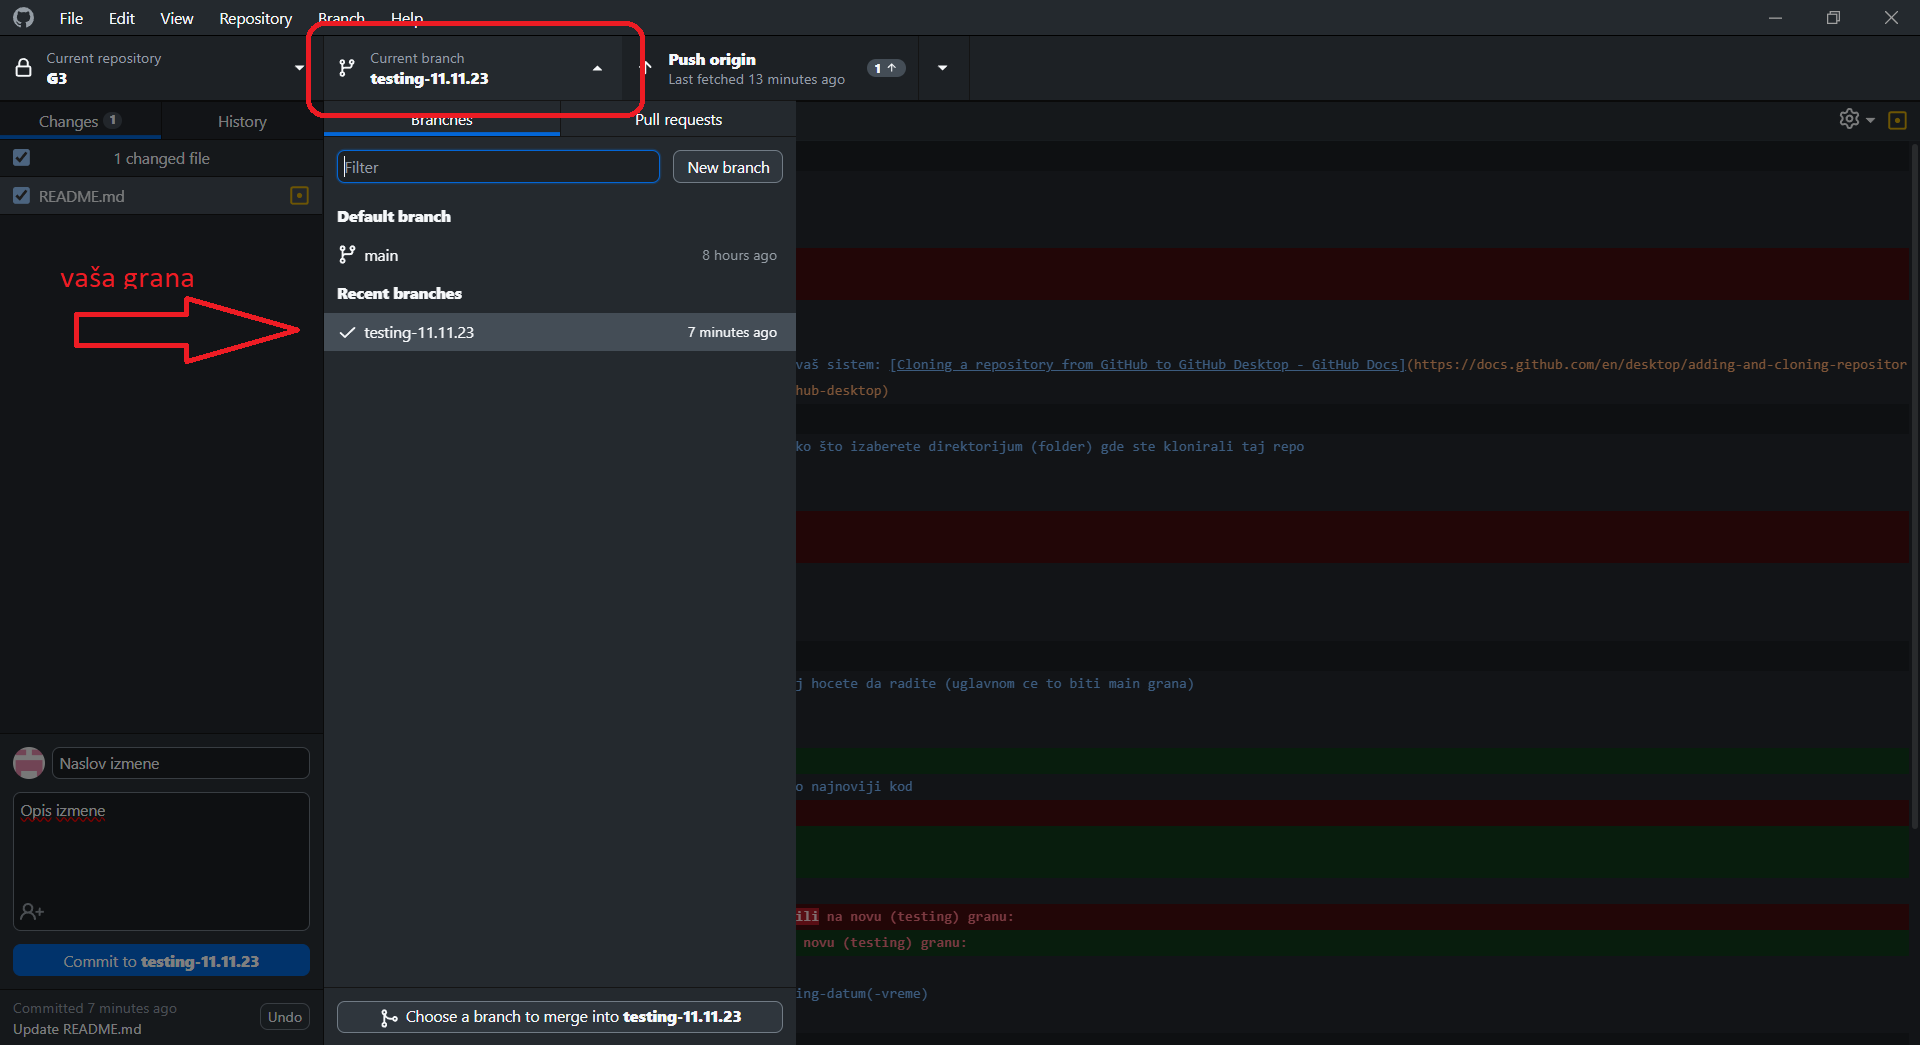 File Edit View Repository Branch Help
Current repository
G3
Current branch
testing-11.11.23
Push origin
Last fetched 13 minutes ago
1
Changes 1
History
Branches
Pull requests
1 changed file
README.md
Filter
New branch
Default branch
main
8 hours ago
Recent branches
testing-11.11.23
7 minutes ago
vaša grana
vaš sistem: [Cloning a repository from GitHub to GitHub Desktop - GitHub Docs](https://docs.github.com/en/desktop/adding-and-cloning-repositor
hub-desktop)
ko što izaberete direktorijum (folder) gde ste klonirali taj repo
j hocete da radite (uglavnom ce to biti main grana)
o najnoviji kod
ili na novu (testing) granu:
novu (testing) granu:
ing-datum(-vreme)
Naslov izmene
Opis izmene
Commit to testing-11.11.23
Committed 7 minutes ago
Update README.md
Undo
Choose a branch to merge into testing-11.11.23